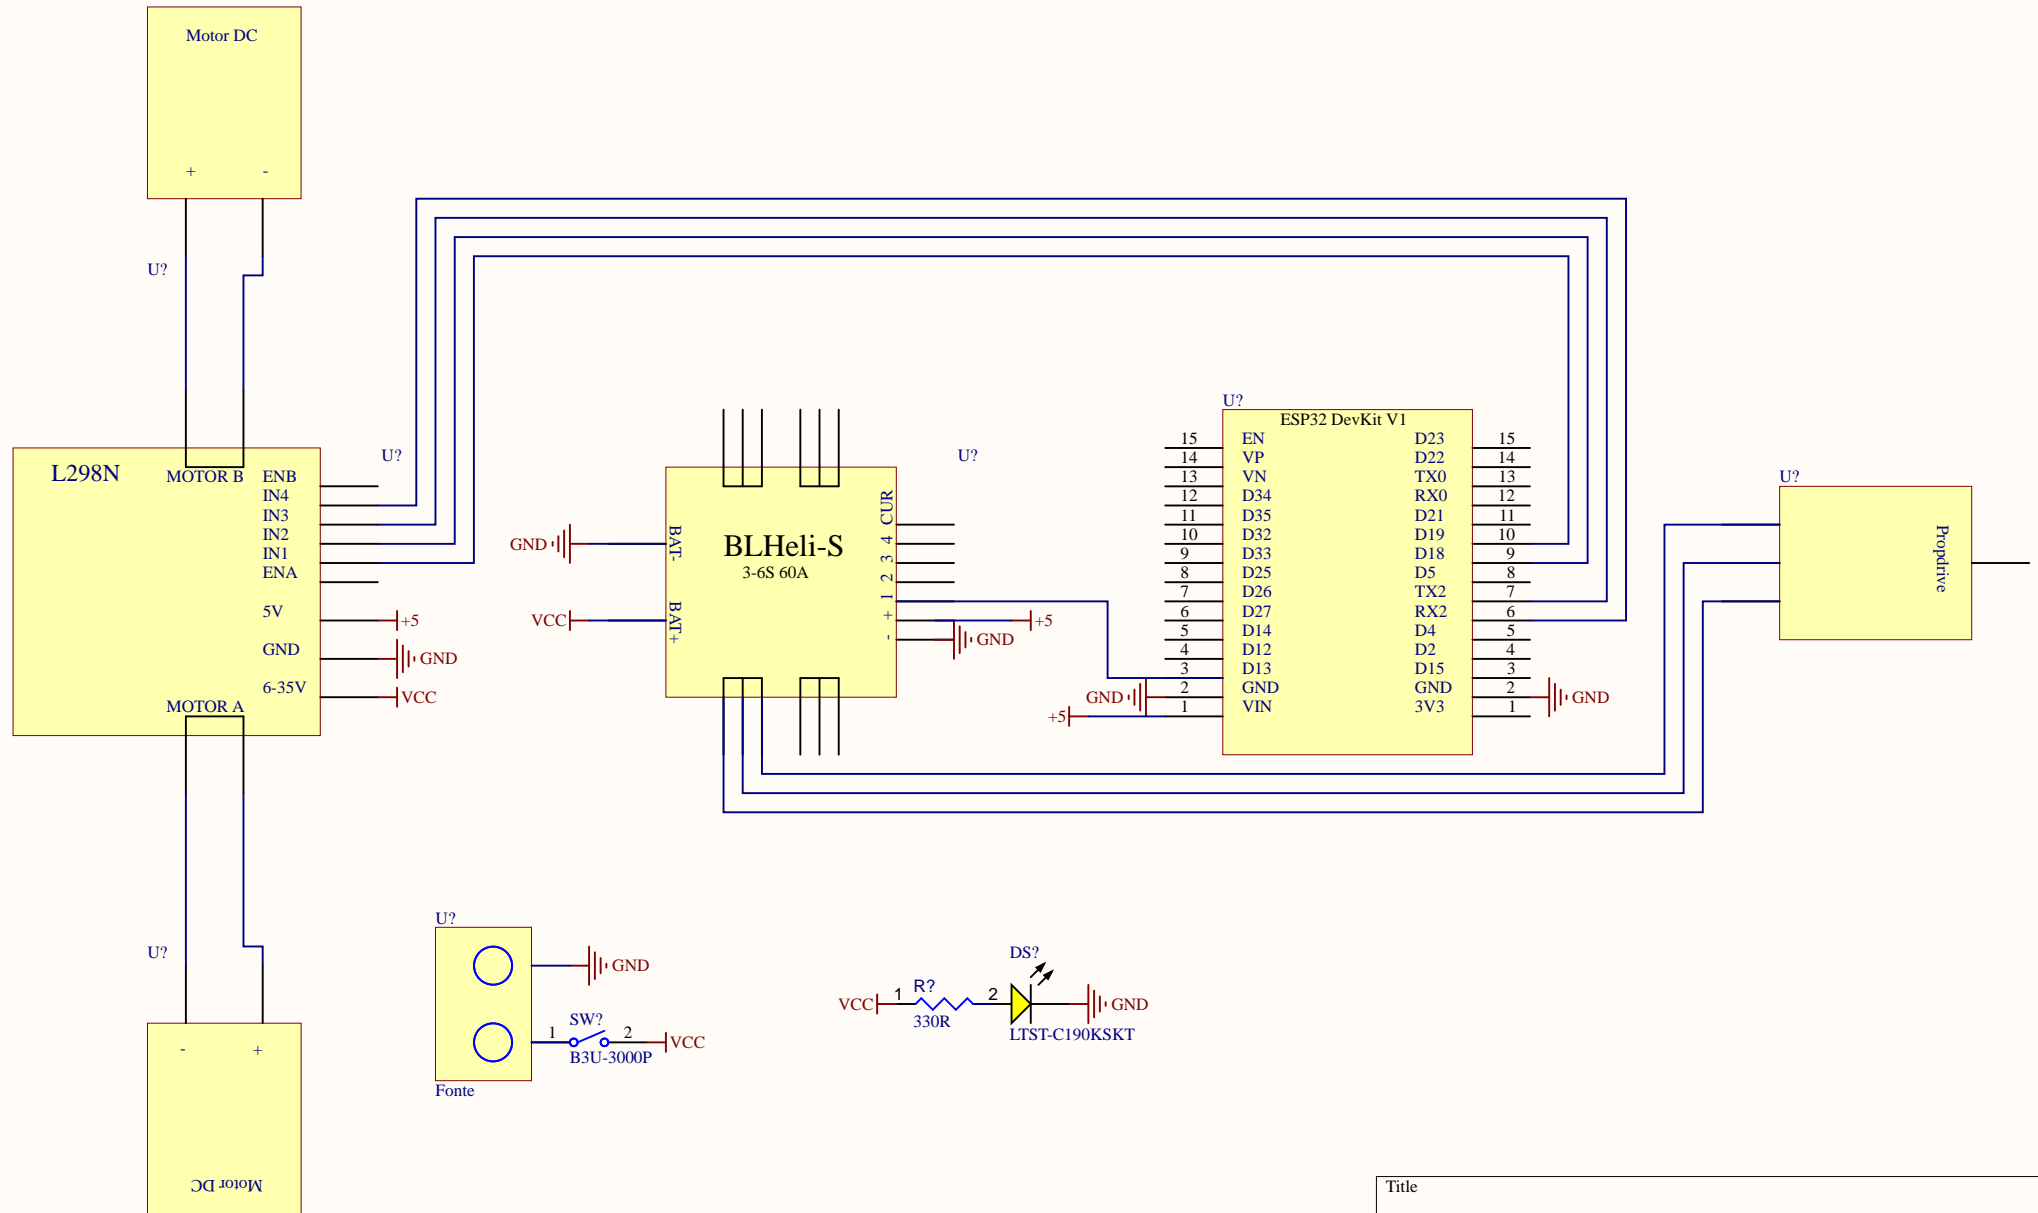 Motor DC
+ -
U?
L298N
MOTOR B
ENB
IN4
IN3
IN2
IN1
ENA
5V
GND
6-35V
MOTOR A
U?
+5
GND
VCC
U?
- +
Motor DC
GND
VCC
BAT-
BAT+
BLHeli-S
3-6S 60A
CUR
4
3
2
1
+
-
U?
+5
GND
U?
ESP32 DevKit V1
15 EN D23 15
14 VP D22 14
13 VN TX0 13
12 D34 RX0 12
11 D35 D21 11
10 D32 D19 10
9 D33 D18 9
8 D25 D5 8
7 D26 TX2 7
6 D27 RX2 6
5 D14 D4 5
4 D12 D2 4
3 D13 D15 3
GND 2 GND GND 2 GND
+5 1 VIN 3V3 1
U?
Propdrive
U?
GND
SW?
1 2 VCC
B3U-3000P
Fonte
DS?
R?
VCC 1 2 GND
330R
LTST-C190KSKT
Title